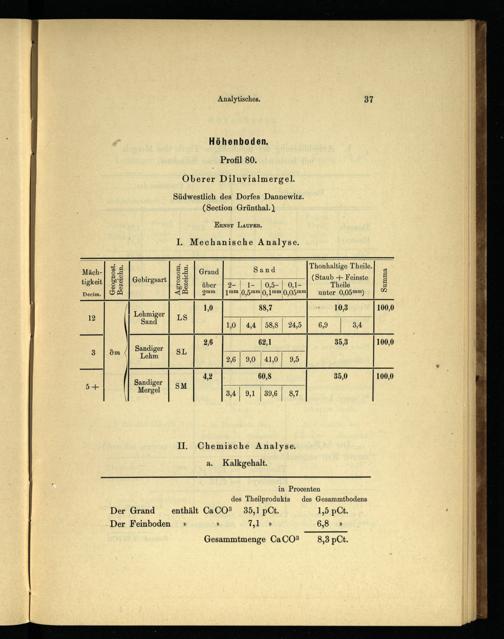 Analytisches. 37
Höhenboden.
Profil 80.
Oberer Diluvialmergel.
Südwestlich des Dorfes Dannewitz.
(Section Grünthal.)
ERNST LAUFER.
I. Mechanische Analyse.
Mäch-
tigkeit
Decim.
Geognost.
Bezeichn.
Gebirgsart
Agronom.
Bezeichn.
Grand
über
2mm
Sand
2– 1– 0,5– 0,1–
1mm 0,5mm 0,1mm 0,05mm
Thonhaltige Theile.
(Staub + Feinste
Theile
unter 0,05mm)
Summa
12 Lehmiger Sand LS 1,0 88,7 10,3 100,0
1,0 4,4 58,8 24,5 6,9 3,4
3 ∂m Sandiger Lehm SL 2,6 62,1 35,3 100,0
2,6 9,0 41,0 9,5
5 + Sandiger Mergel SM 4,2 60,8 35,0 100,0
3,4 9,1 39,6 8,7
II. Chemische Analyse.
a. Kalkgehalt.
in Procenten
des Theilprodukts des Gesammtbodens
Der Grand enthält CaCO³ 35,1 pCt. 1,5 pCt.
Der Feinboden » » 7,1 » 6,8 »
Gesammtmenge CaCO³ 8,3 pCt.